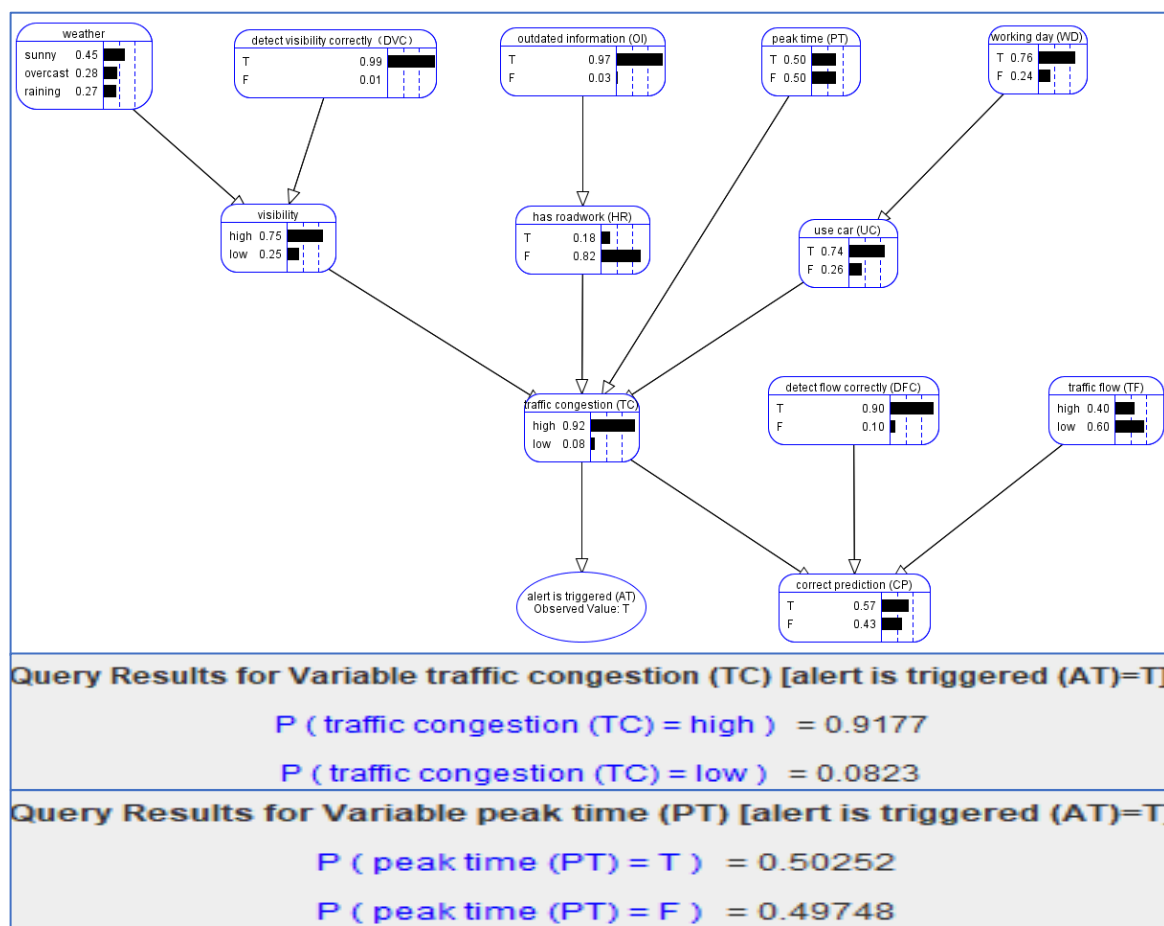 weather
sunny 0.45
overcast 0.28
raining 0.27
detect visibility correctly (DVC)
T 0.99
F 0.01
outdated information (OI)
T 0.97
F 0.03
peak time (PT)
T 0.50
F 0.50
working day (WD)
T 0.76
F 0.24
visibility
high 0.75
low 0.25
has roadwork (HR)
T 0.18
F 0.82
use car (UC)
T 0.74
F 0.26
traffic congestion (TC)
high 0.92
low 0.08
detect flow correctly (DFC)
T 0.90
F 0.10
traffic flow (TF)
high 0.40
low 0.60
alert is triggered (AT)
Observed Value: T
correct prediction (CP)
T 0.57
F 0.43
Query Results for Variable traffic congestion (TC) [alert is triggered (AT)=T]
P ( traffic congestion (TC) = high ) = 0.9177
P ( traffic congestion (TC) = low ) = 0.0823
Query Results for Variable peak time (PT) [alert is triggered (AT)=T]
P ( peak time (PT) = T ) = 0.50252
P ( peak time (PT) = F ) = 0.49748